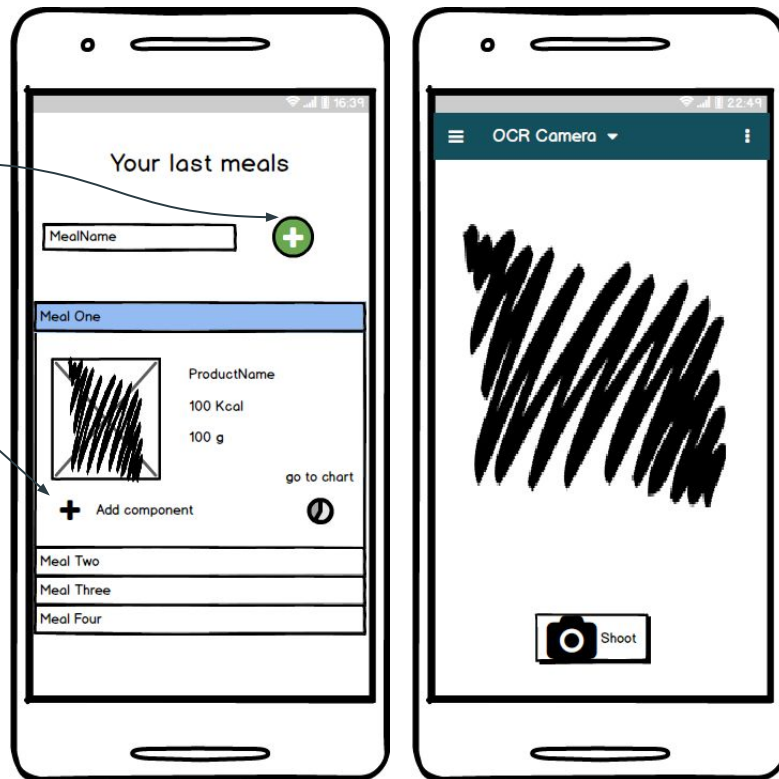 16:39
Your last meals
MealName
Meal One
ProductName
100 Kcal
100 g
go to chart
Add component
Meal Two
Meal Three
Meal Four
22:49
OCR Camera
Shoot